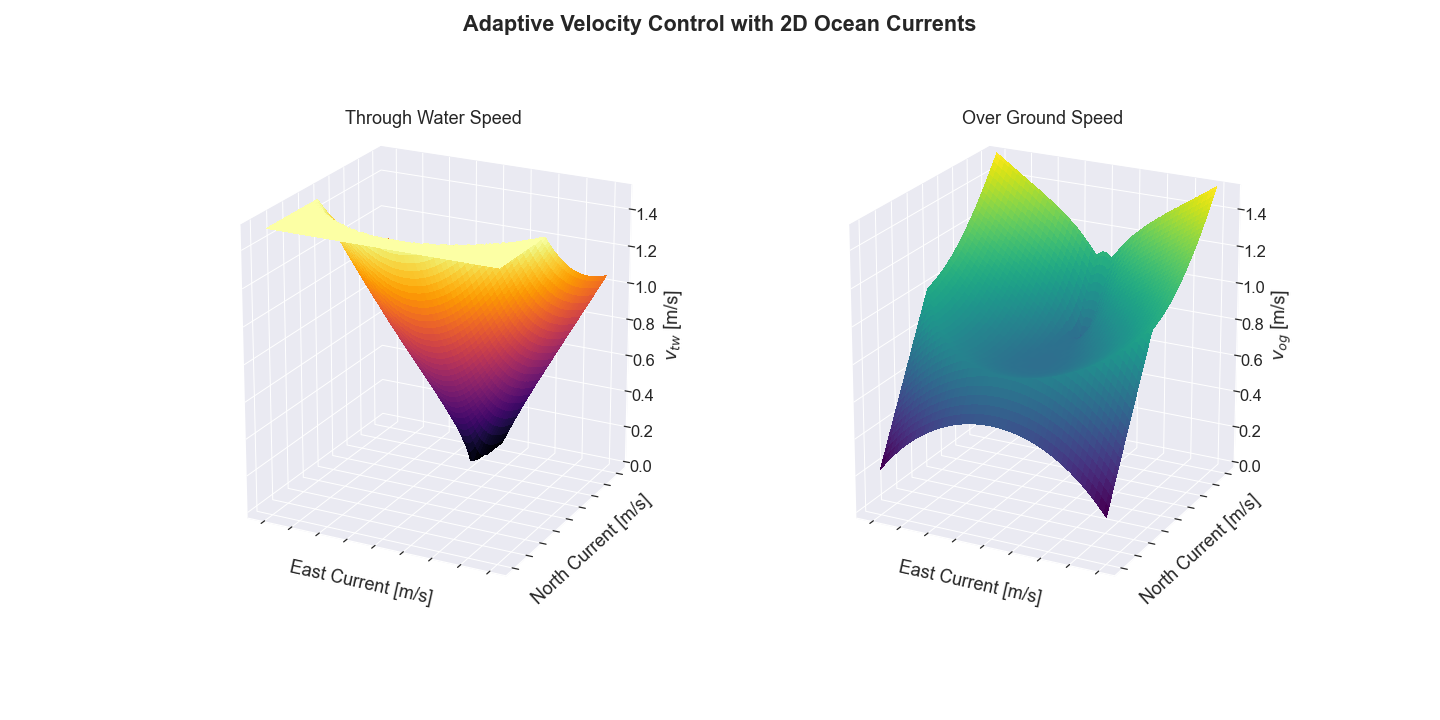 Adaptive Velocity Control with 2D Ocean Currents
Through Water Speed
1.4
1.2
1.0
0.8
0.6
0.4
0.2
0.0
v_tw [m/s]
East Current [m/s]
North Current [m/s]
Over Ground Speed
1.4
1.2
1.0
0.8
0.6
0.4
0.2
0.0
v_og [m/s]
East Current [m/s]
North Current [m/s]